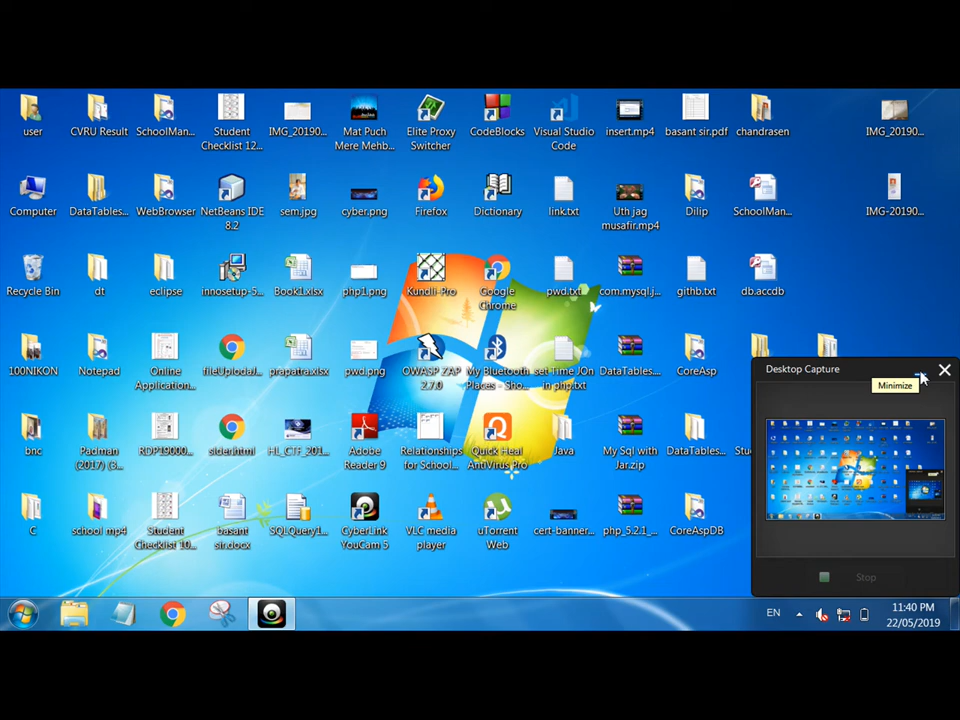 user
CVRU Result
SchoolMan...
Student
Checklist 12...
IMG_20190...
Mat Puch
Mere Mehb...
Elite Proxy
Switcher
CodeBlocks
Visual Studio
Code
insert.mp4
basant sir.pdf
chandrasen
IMG_20190...
Computer
DataTables...
WebBrowser
NetBeans IDE
8.2
sem.jpg
cyber.png
Firefox
Dictionary
link.txt
Uth jag
musafir.mp4
Dilip
SchoolMan...
IMG-20190...
Recycle Bin
dt
eclipse
innosetup-5...
Book1.xlsx
php1.png
Kundli-Pro
Google
Chrome
pwd.txt
com.mysql.j...
githb.txt
db.accdb
100NIKON
Notepad
Online
Application...
fileUploadaJ...
prapatra.xlsx
pwd.png
OWASP ZAP
2.7.0
My Bluetooth
Places - Sho...
set Time JOn
in php.txt
DataTables....
CoreAsp
Desktop Capture
Minimize
bnc
Padman
(2017) (3...
RDP19000...
side.html
HI_CTF_201...
Adobe
Reader 9
Relationships
for School...
Quick Heal
AntiVirus Pro
Java
My Sql with
Jar.zip
DataTables...
C
school mp4
Student
Checklist 10...
basant
sir.docx
SQLQuery1...
CyberLink
YouCam 5
VLC media
player
uTorrent
Web
cert-banner...
php_5.2.1_...
CoreAspDB
Stop
EN
11:40 PM
22/05/2019